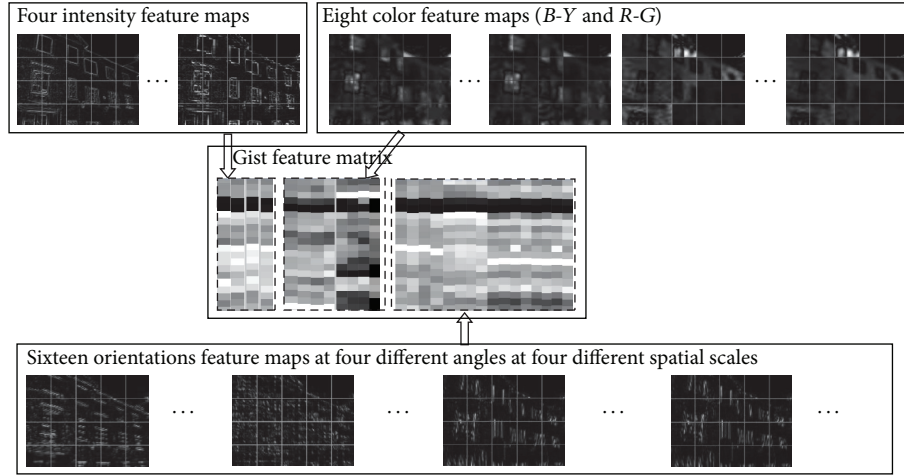 Four intensity feature maps
Eight color feature maps (B-Y and R-G)
...
...
...
Gist feature matrix
Sixteen orientations feature maps at four different angles at four different spatial scales
...
...
...
...